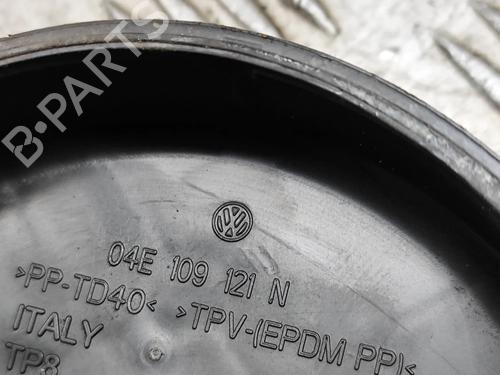 B-PARTS
04E 109 121 N
>PP-TD40< >TPV-(EPDM PP)<
ITALY
TP8